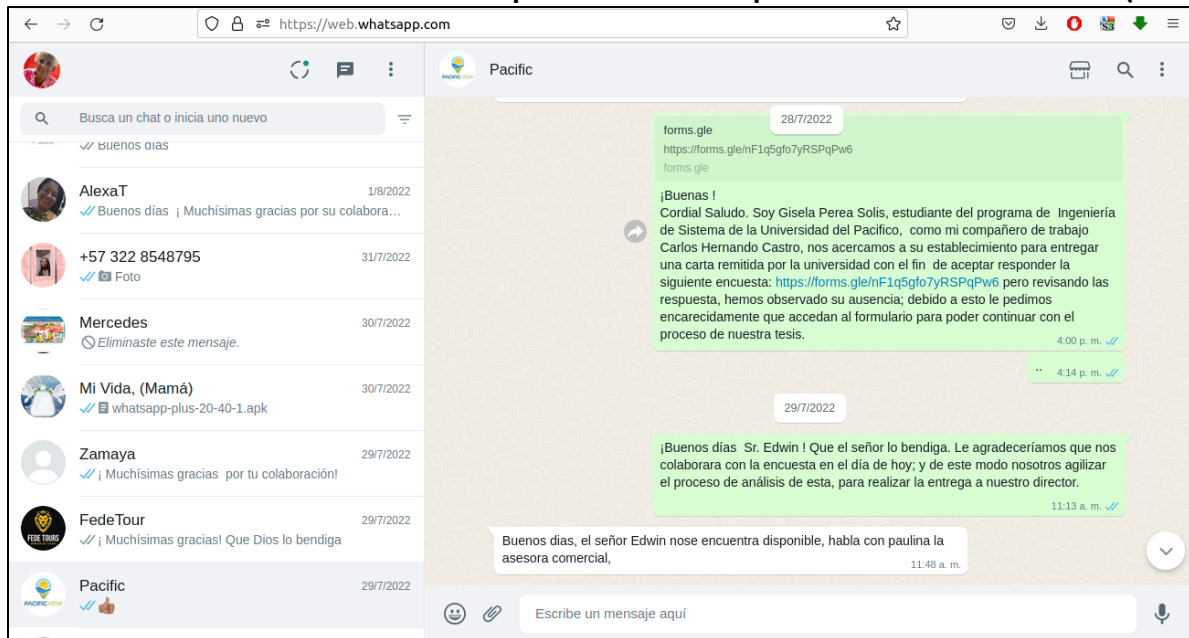 https://web.whatsapp.com
Pacific
Busca un chat o inicia uno nuevo
Buenos días
AlexaT
1/8/2022
Buenos días ¡ Muchísimas gracias por su colabora...
+57 322 8548795
31/7/2022
Foto
Mercedes
30/7/2022
Eliminaste este mensaje.
Mi Vida, (Mamá)
30/7/2022
whatsapp-plus-20-40-1.apk
Zamaya
29/7/2022
¡ Muchísimas gracias por tu colaboración!
FEDE TOURS
FedeTour
29/7/2022
¡ Muchísimas gracias! Que Dios lo bendiga
PACIFICVIEW
Pacific
29/7/2022
28/7/2022
forms.gle
https://forms.gle/nF1q5gfo7yRSPqPw6
forms.gle
¡Buenas !
Cordial Saludo. Soy Gisela Perea Solis, estudiante del programa de Ingeniería
de Sistema de la Universidad del Pacifico, como mi compañero de trabajo
Carlos Hernando Castro, nos acercamos a su establecimiento para entregar
una carta remitida por la universidad con el fin de aceptar responder la
siguiente encuesta: https://forms.gle/nF1q5gfo7yRSPqPw6 pero revisando las
respuesta, hemos observado su ausencia; debido a esto le pedimos
encarecidamente que accedan al formulario para poder continuar con el
proceso de nuestra tesis.
4:00 p. m.
..
4:14 p. m.
29/7/2022
¡Buenos días Sr. Edwin ! Que el señor lo bendiga. Le agradeceríamos que nos
colaborara con la encuesta en el día de hoy; y de este modo nosotros agilizar
el proceso de análisis de esta, para realizar la entrega a nuestro director.
11:13 a. m.
Buenos dias, el señor Edwin nose encuentra disponible, habla con paulina la
asesora comercial,
11:48 a. m.
Escribe un mensaje aquí